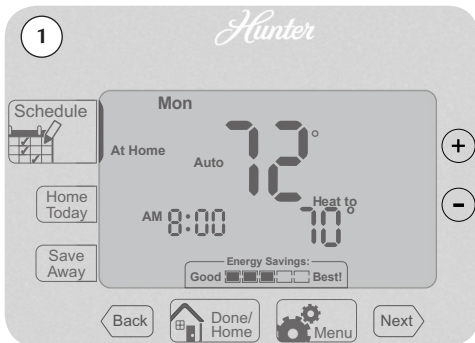 1
Hunter
Schedule
Mon
At Home
Auto
72°
Home
Today
AM 8:00
Heat to
70°
Save
Away
Energy Savings:
Good
Best!
Back
Done/
Home
Menu
Next
+
-